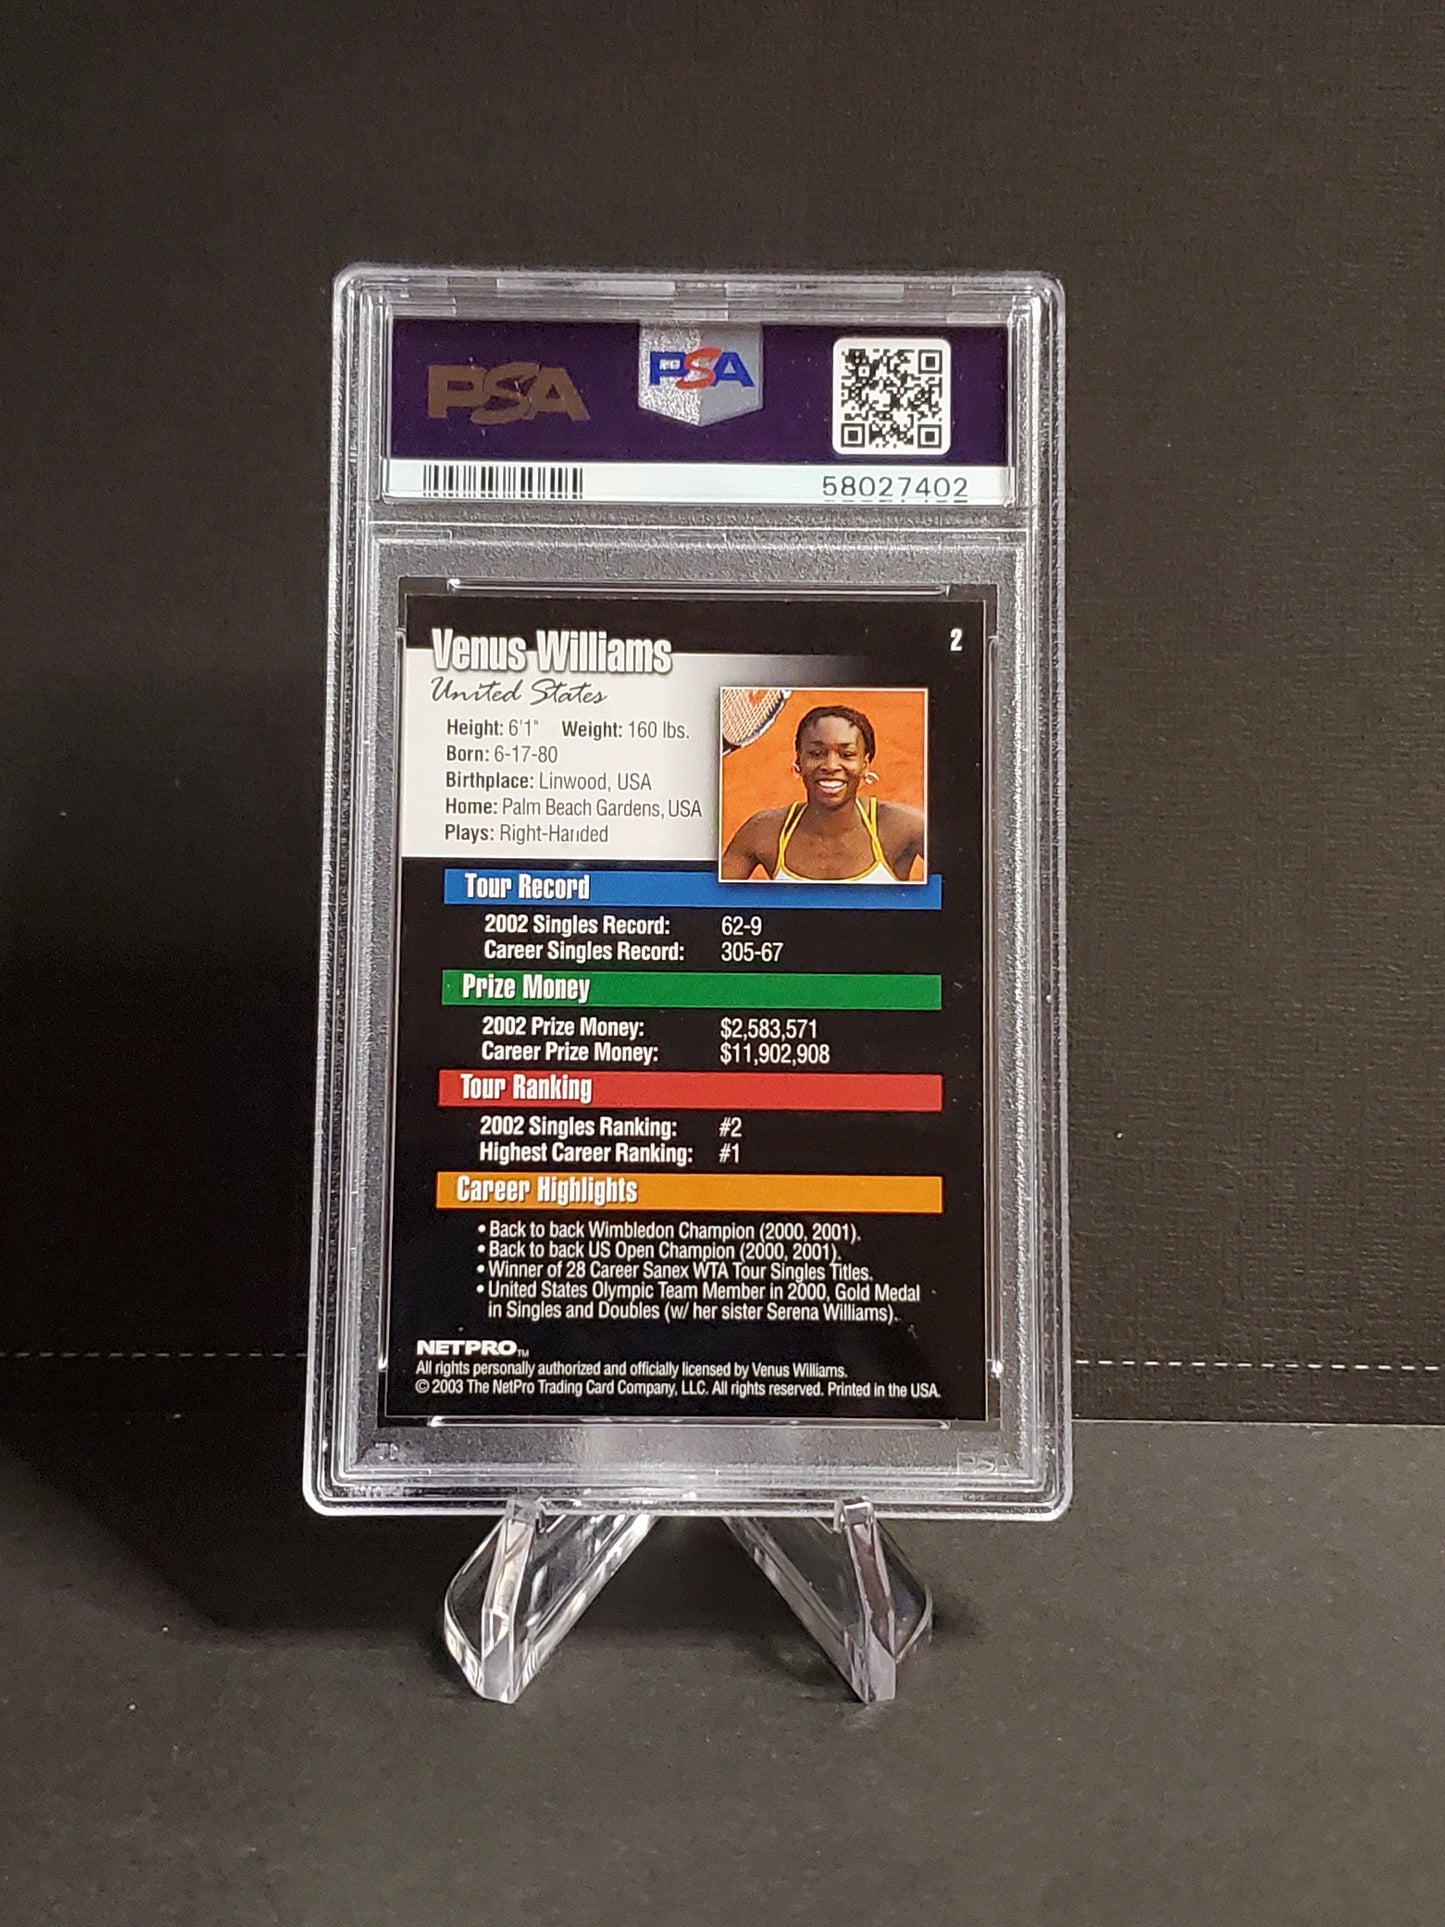 PSA PSA
58027402
Venus Williams 2
United States
Height: 6'1" Weight: 160 lbs.
Born: 6-17-80
Birthplace: Linwood, USA
Home: Palm Beach Gardens, USA
Plays: Right-Handed
Tour Record
2002 Singles Record: 62-9
Career Singles Record: 305-67
Prize Money
2002 Prize Money: $2,583,571
Career Prize Money: $11,902,908
Tour Ranking
2002 Singles Ranking: #2
Highest Career Ranking: #1
Career Highlights
• Back to back Wimbledon Champion (2000, 2001).
• Back to back US Open Champion (2000, 2001).
• Winner of 28 Career Sanex WTA Tour Singles Titles.
• United States Olympic Team Member in 2000, Gold Medal
in Singles and Doubles (w/ her sister Serena Williams).
NETPRO™
All rights personally authorized and officially licensed by Venus Williams.
© 2003 The NetPro Trading Card Company, LLC. All rights reserved. Printed in the USA.
PSA